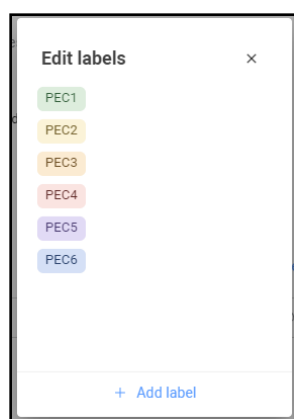 Edit labels
PEC1
PEC2
PEC3
PEC4
PEC5
PEC6
+ Add label